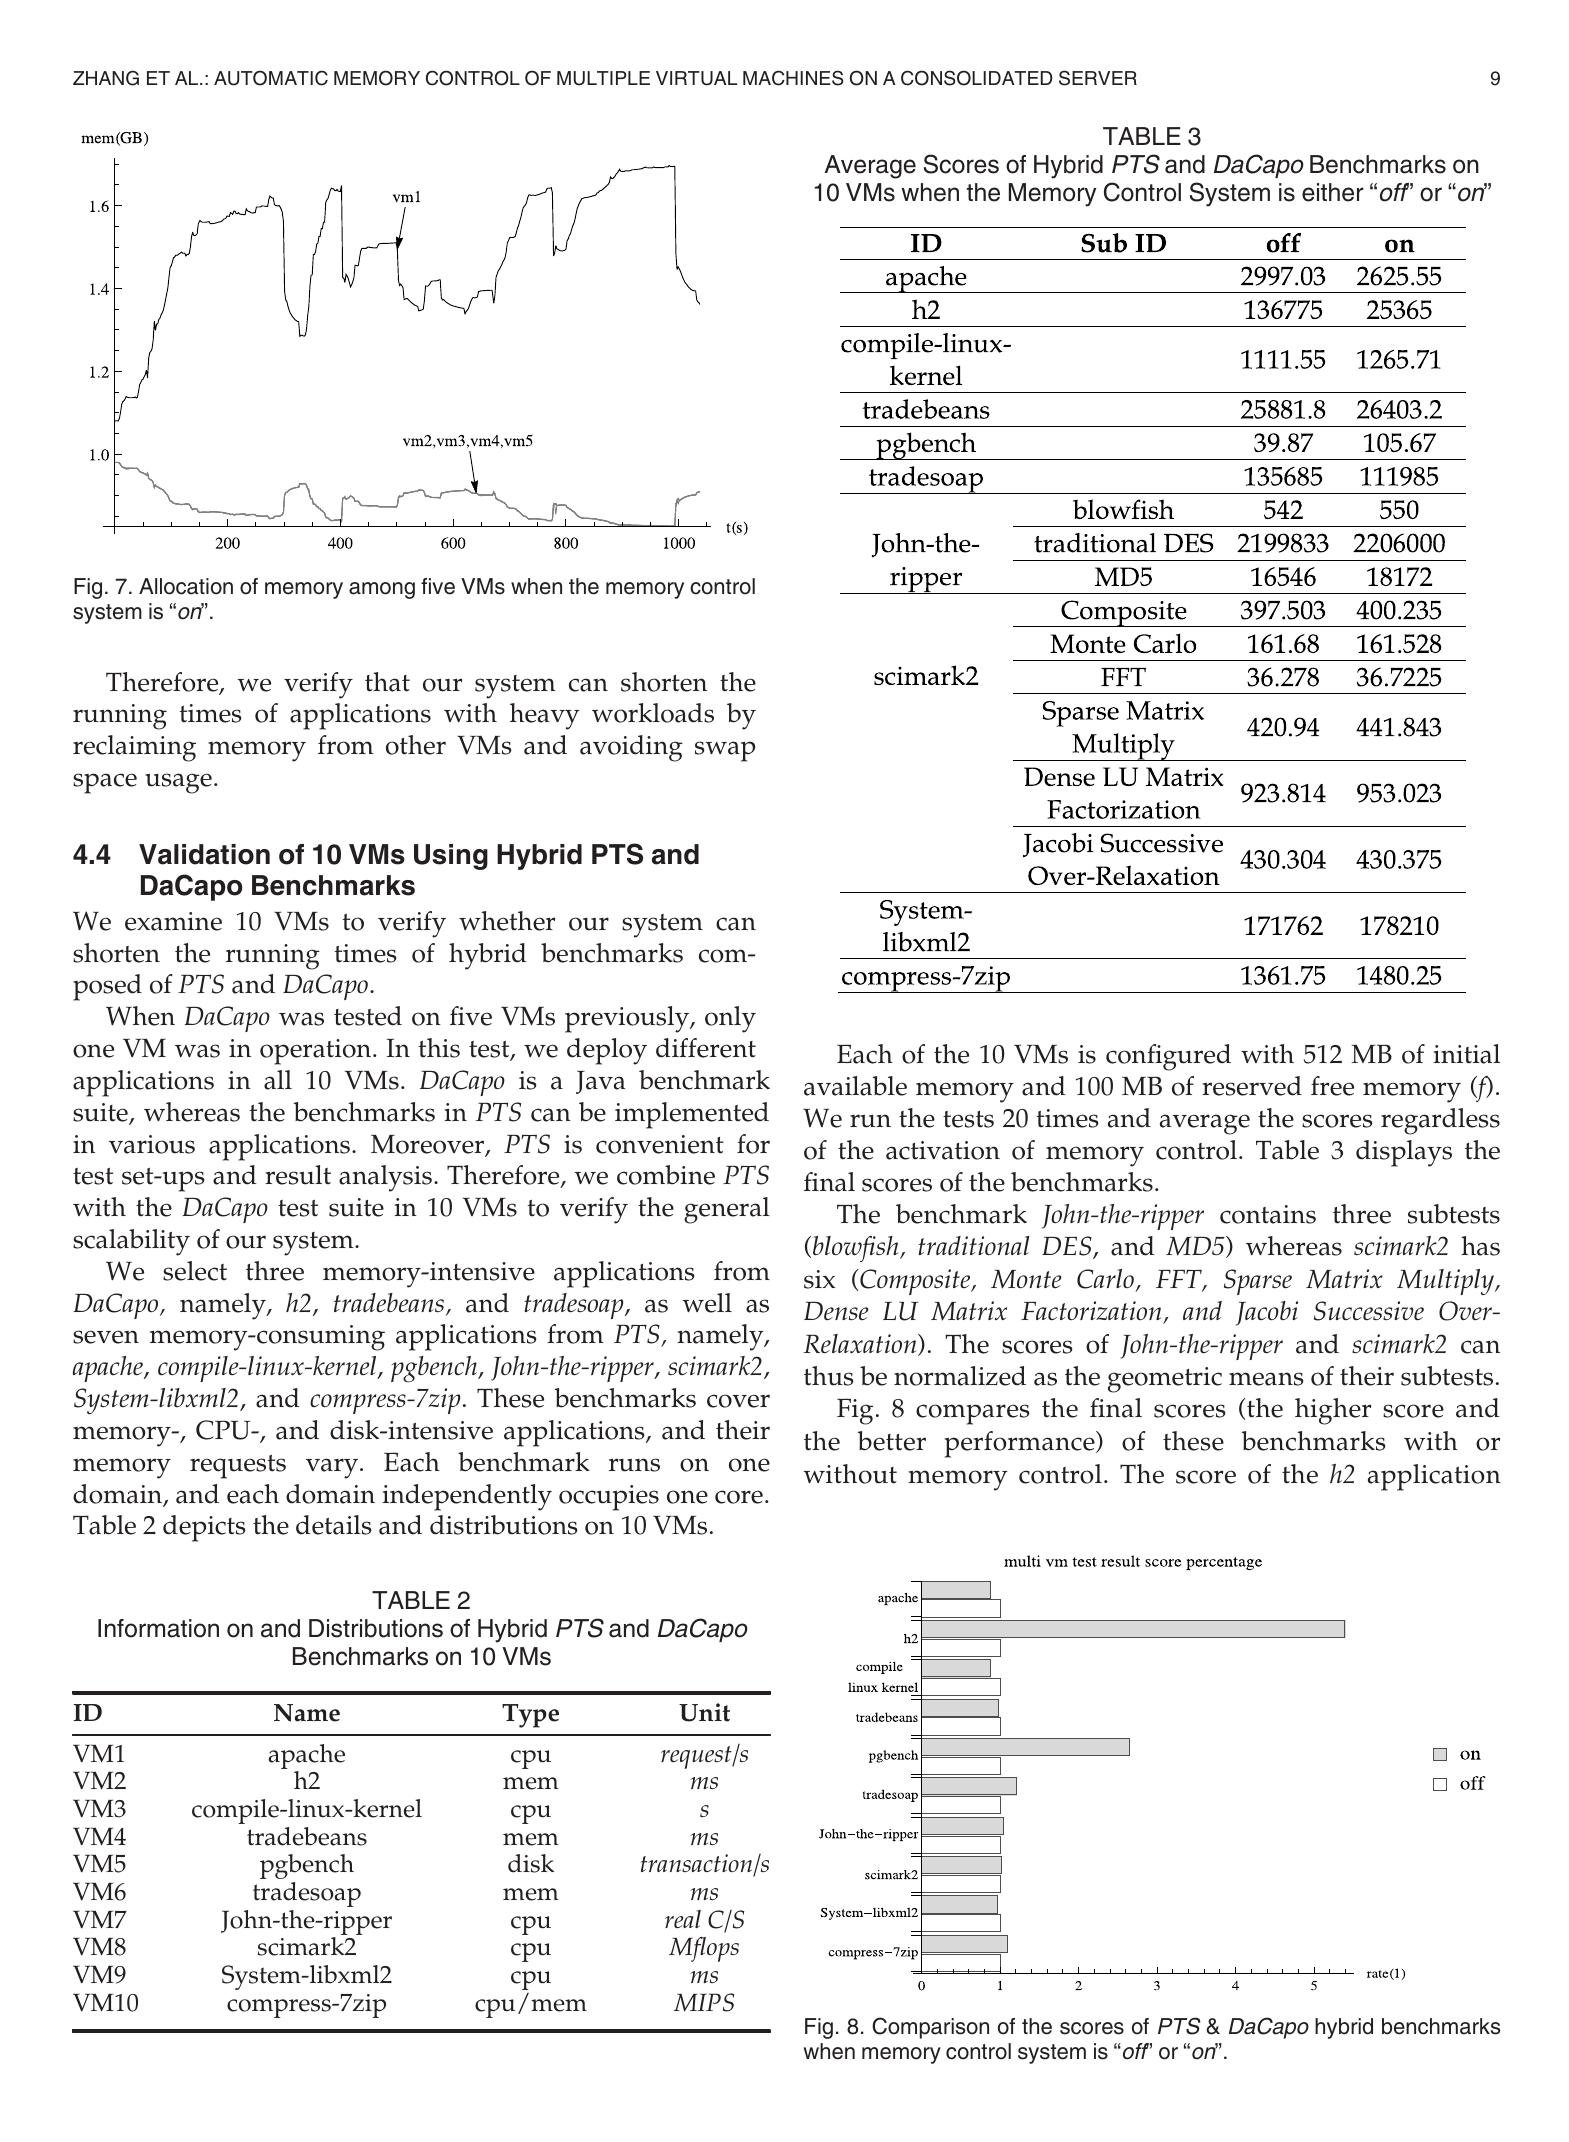 ZHANG ET AL.: AUTOMATIC MEMORY CONTROL OF MULTIPLE VIRTUAL MACHINES ON A CONSOLIDATED SERVER 9
mem(GB)
1.6
1.4
1.2
1.0
vm1
vm2,vm3,vm4,vm5
t(s)
200 400 600 800 1000
Fig. 7. Allocation of memory among five VMs when the memory control
system is “on”.
Therefore, we verify that our system can shorten the
running times of applications with heavy workloads by
reclaiming memory from other VMs and avoiding swap
space usage.
4.4 Validation of 10 VMs Using Hybrid PTS and
DaCapo Benchmarks
We examine 10 VMs to verify whether our system can
shorten the running times of hybrid benchmarks com-
posed of PTS and DaCapo.
When DaCapo was tested on five VMs previously, only
one VM was in operation. In this test, we deploy different
applications in all 10 VMs. DaCapo is a Java benchmark
suite, whereas the benchmarks in PTS can be implemented
in various applications. Moreover, PTS is convenient for
test set-ups and result analysis. Therefore, we combine PTS
with the DaCapo test suite in 10 VMs to verify the general
scalability of our system.
We select three memory-intensive applications from
DaCapo, namely, h2, tradebeans, and tradesoap, as well as
seven memory-consuming applications from PTS, namely,
apache, compile-linux-kernel, pgbench, John-the-ripper, scimark2,
System-libxml2, and compress-7zip. These benchmarks cover
memory-, CPU-, and disk-intensive applications, and their
memory requests vary. Each benchmark runs on one
domain, and each domain independently occupies one core.
Table 2 depicts the details and distributions on 10 VMs.
TABLE 2
Information on and Distributions of Hybrid PTS and DaCapo
Benchmarks on 10 VMs
ID Name Type Unit
VM1 apache cpu request/s
VM2 h2 mem ms
VM3 compile-linux-kernel cpu s
VM4 tradebeans mem ms
VM5 pgbench disk transaction/s
VM6 tradesoap mem ms
VM7 John-the-ripper cpu real C/S
VM8 scimark2 cpu Mflops
VM9 System-libxml2 cpu ms
VM10 compress-7zip cpu/mem MIPS
TABLE 3
Average Scores of Hybrid PTS and DaCapo Benchmarks on
10 VMs when the Memory Control System is either “off” or “on”
ID Sub ID off on
apache 2997.03 2625.55
h2 136775 25365
compile-linux-
kernel 1111.55 1265.71
tradebeans 25881.8 26403.2
pgbench 39.87 105.67
tradesoap 135685 111985
blowfish 542 550
John-the-
ripper
traditional DES 2199833 2206000
MD5 16546 18172
Composite 397.503 400.235
Monte Carlo 161.68 161.528
scimark2 FFT 36.278 36.7225
Sparse Matrix
Multiply 420.94 441.843
Dense LU Matrix
Factorization 923.814 953.023
Jacobi Successive
Over-Relaxation 430.304 430.375
System-
libxml2 171762 178210
compress-7zip 1361.75 1480.25
Each of the 10 VMs is configured with 512 MB of initial
available memory and 100 MB of reserved free memory (f).
We run the tests 20 times and average the scores regardless
of the activation of memory control. Table 3 displays the
final scores of the benchmarks.
The benchmark John-the-ripper contains three subtests
(blowfish, traditional DES, and MD5) whereas scimark2 has
six (Composite, Monte Carlo, FFT, Sparse Matrix Multiply,
Dense LU Matrix Factorization, and Jacobi Successive Over-
Relaxation). The scores of John-the-ripper and scimark2 can
thus be normalized as the geometric means of their subtests.
Fig. 8 compares the final scores (the higher score and
the better performance) of these benchmarks with or
without memory control. The score of the h2 application
multi vm test result score percentage
apache
h2
compile
linux kernel
tradebeans
pgbench
tradesoap
John−the−ripper
scimark2
System−libxml2
compress−7zip
on
off
0 1 2 3 4 5 rate(1)
Fig. 8. Comparison of the scores of PTS & DaCapo hybrid benchmarks
when memory control system is “off” or “on”.